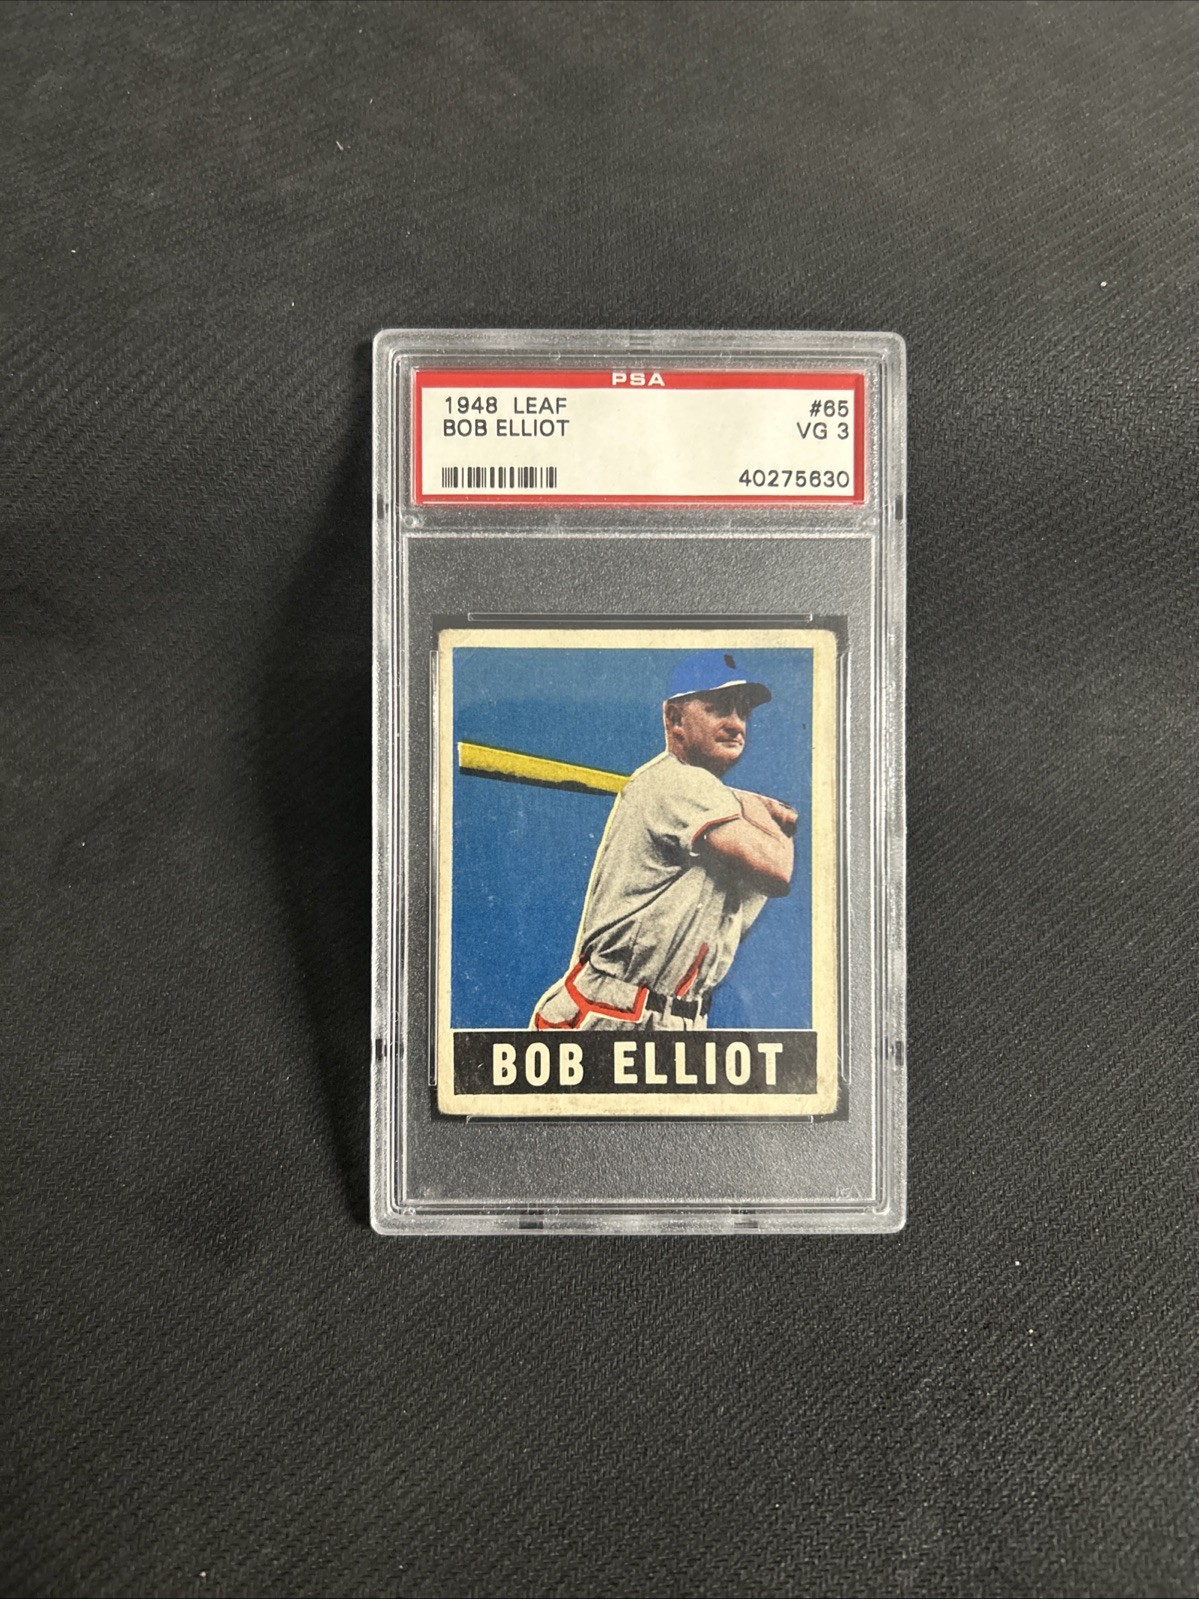 PSA
1948 LEAF #65
BOB ELLIOT VG 3
40275630
BOB ELLIOT